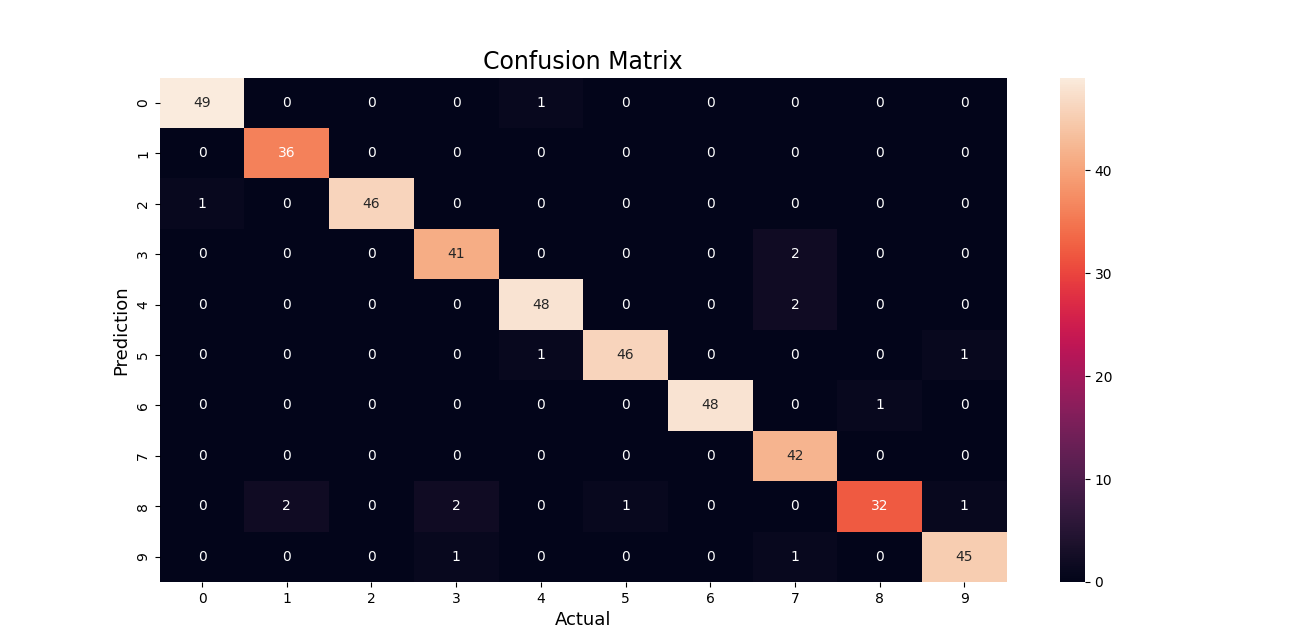 Confusion Matrix
0 49 0 0 0 1 0 0 0 0 0
1 0 36 0 0 0 0 0 0 0 0
2 1 0 46 0 0 0 0 0 0 0
3 0 0 0 41 0 0 0 2 0 0
4 0 0 0 0 48 0 0 2 0 0
5 0 0 0 0 1 46 0 0 0 1
6 0 0 0 0 0 0 48 0 1 0
7 0 0 0 0 0 0 0 42 0 0
8 0 2 0 2 0 1 0 0 32 1
9 0 0 0 1 0 0 0 1 0 45
0 1 2 3 4 5 6 7 8 9
Prediction
Actual
40
30
20
10
0